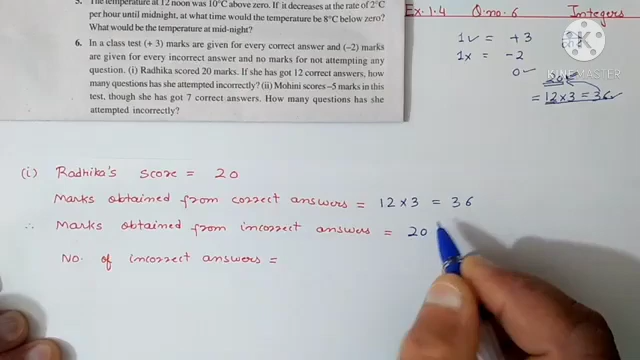 5. The temperature at 12 noon was 10°C above zero. If it decreases at the rate of 2°C
per hour until midnight, at what time would the temperature be 8°C below zero?
What would be the temperature at mid-night?
6. In a class test (+ 3) marks are given for every correct answer and (–2) marks
are given for every incorrect answer and no marks for not attempting any
question. (i) Radhika scored 20 marks. If she has got 12 correct answers, how
many questions has she attempted incorrectly? (ii) Mohini scores –5 marks in this
test, though she has got 7 correct answers. How many questions has she
attempted incorrectly?
Ex. 1.4 Q. no. 6 Integers
1✓ = +3
1x = -2
0✓
20
= 12×3 = 36✓
KINEMASTER
(i) Radhika's score = 20
Marks obtained from correct answers = 12×3 = 36
∴ Marks obtained from incorrect answers = 20
No. of incorrect answers =